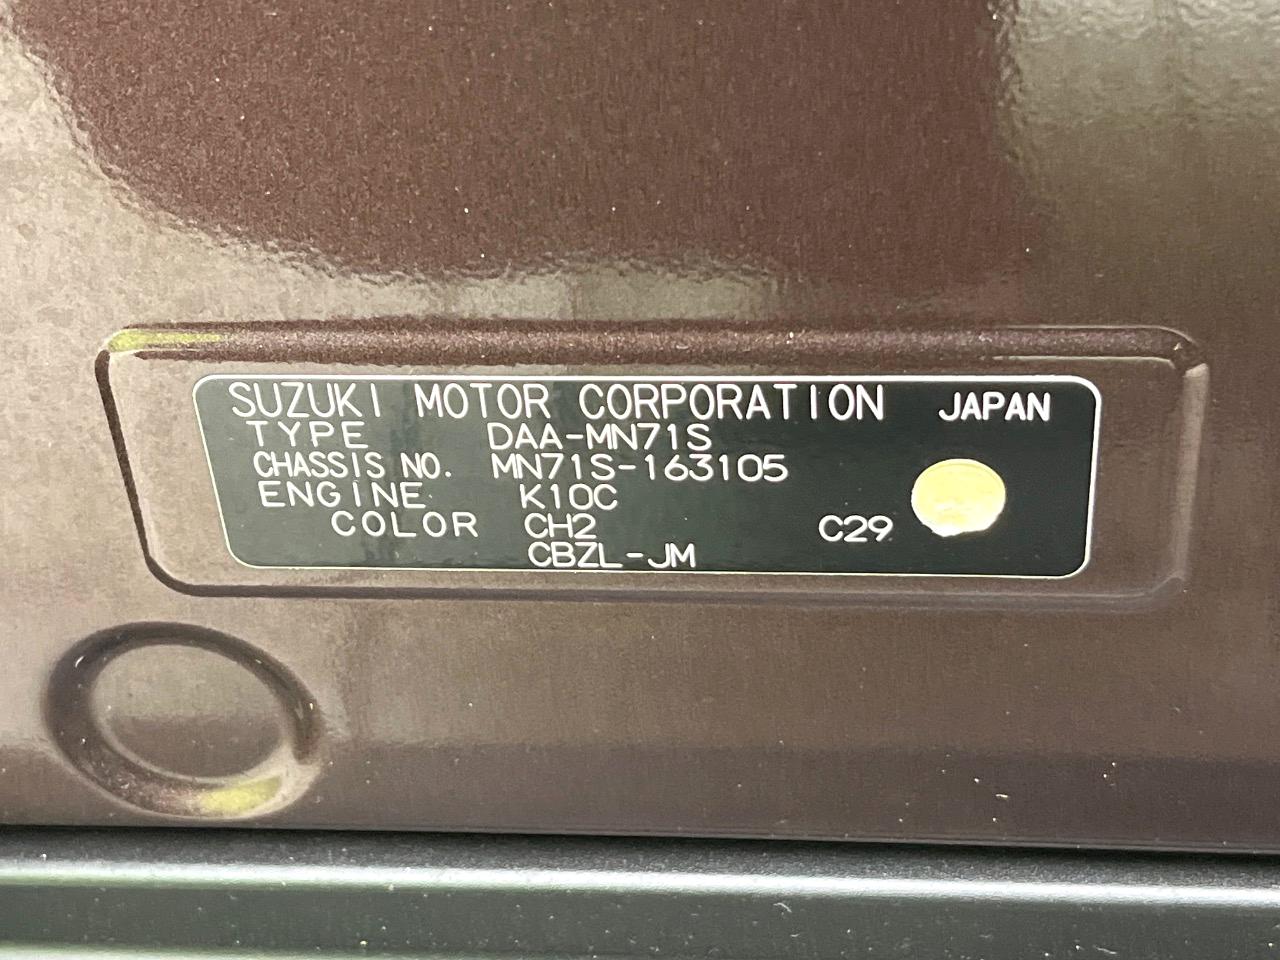 SUZUKI MOTOR CORPORATION JAPAN
TYPE DAA-MN71S
CHASSIS NO. MN71S-163105
ENGINE K10C
COLOR CH2 C29
CBZL-JM